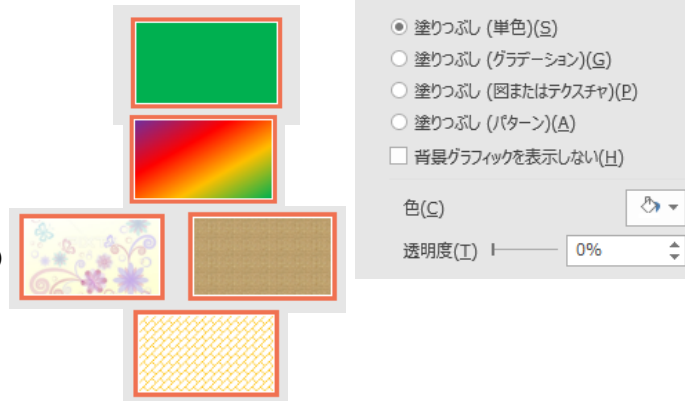 塗りつぶし (単色)(S)
塗りつぶし (グラデーション)(G)
塗りつぶし (図またはテクスチャ)(P)
塗りつぶし (パターン)(A)
背景グラフィックを表示しない(H)
色(C)
透明度(T) 0%